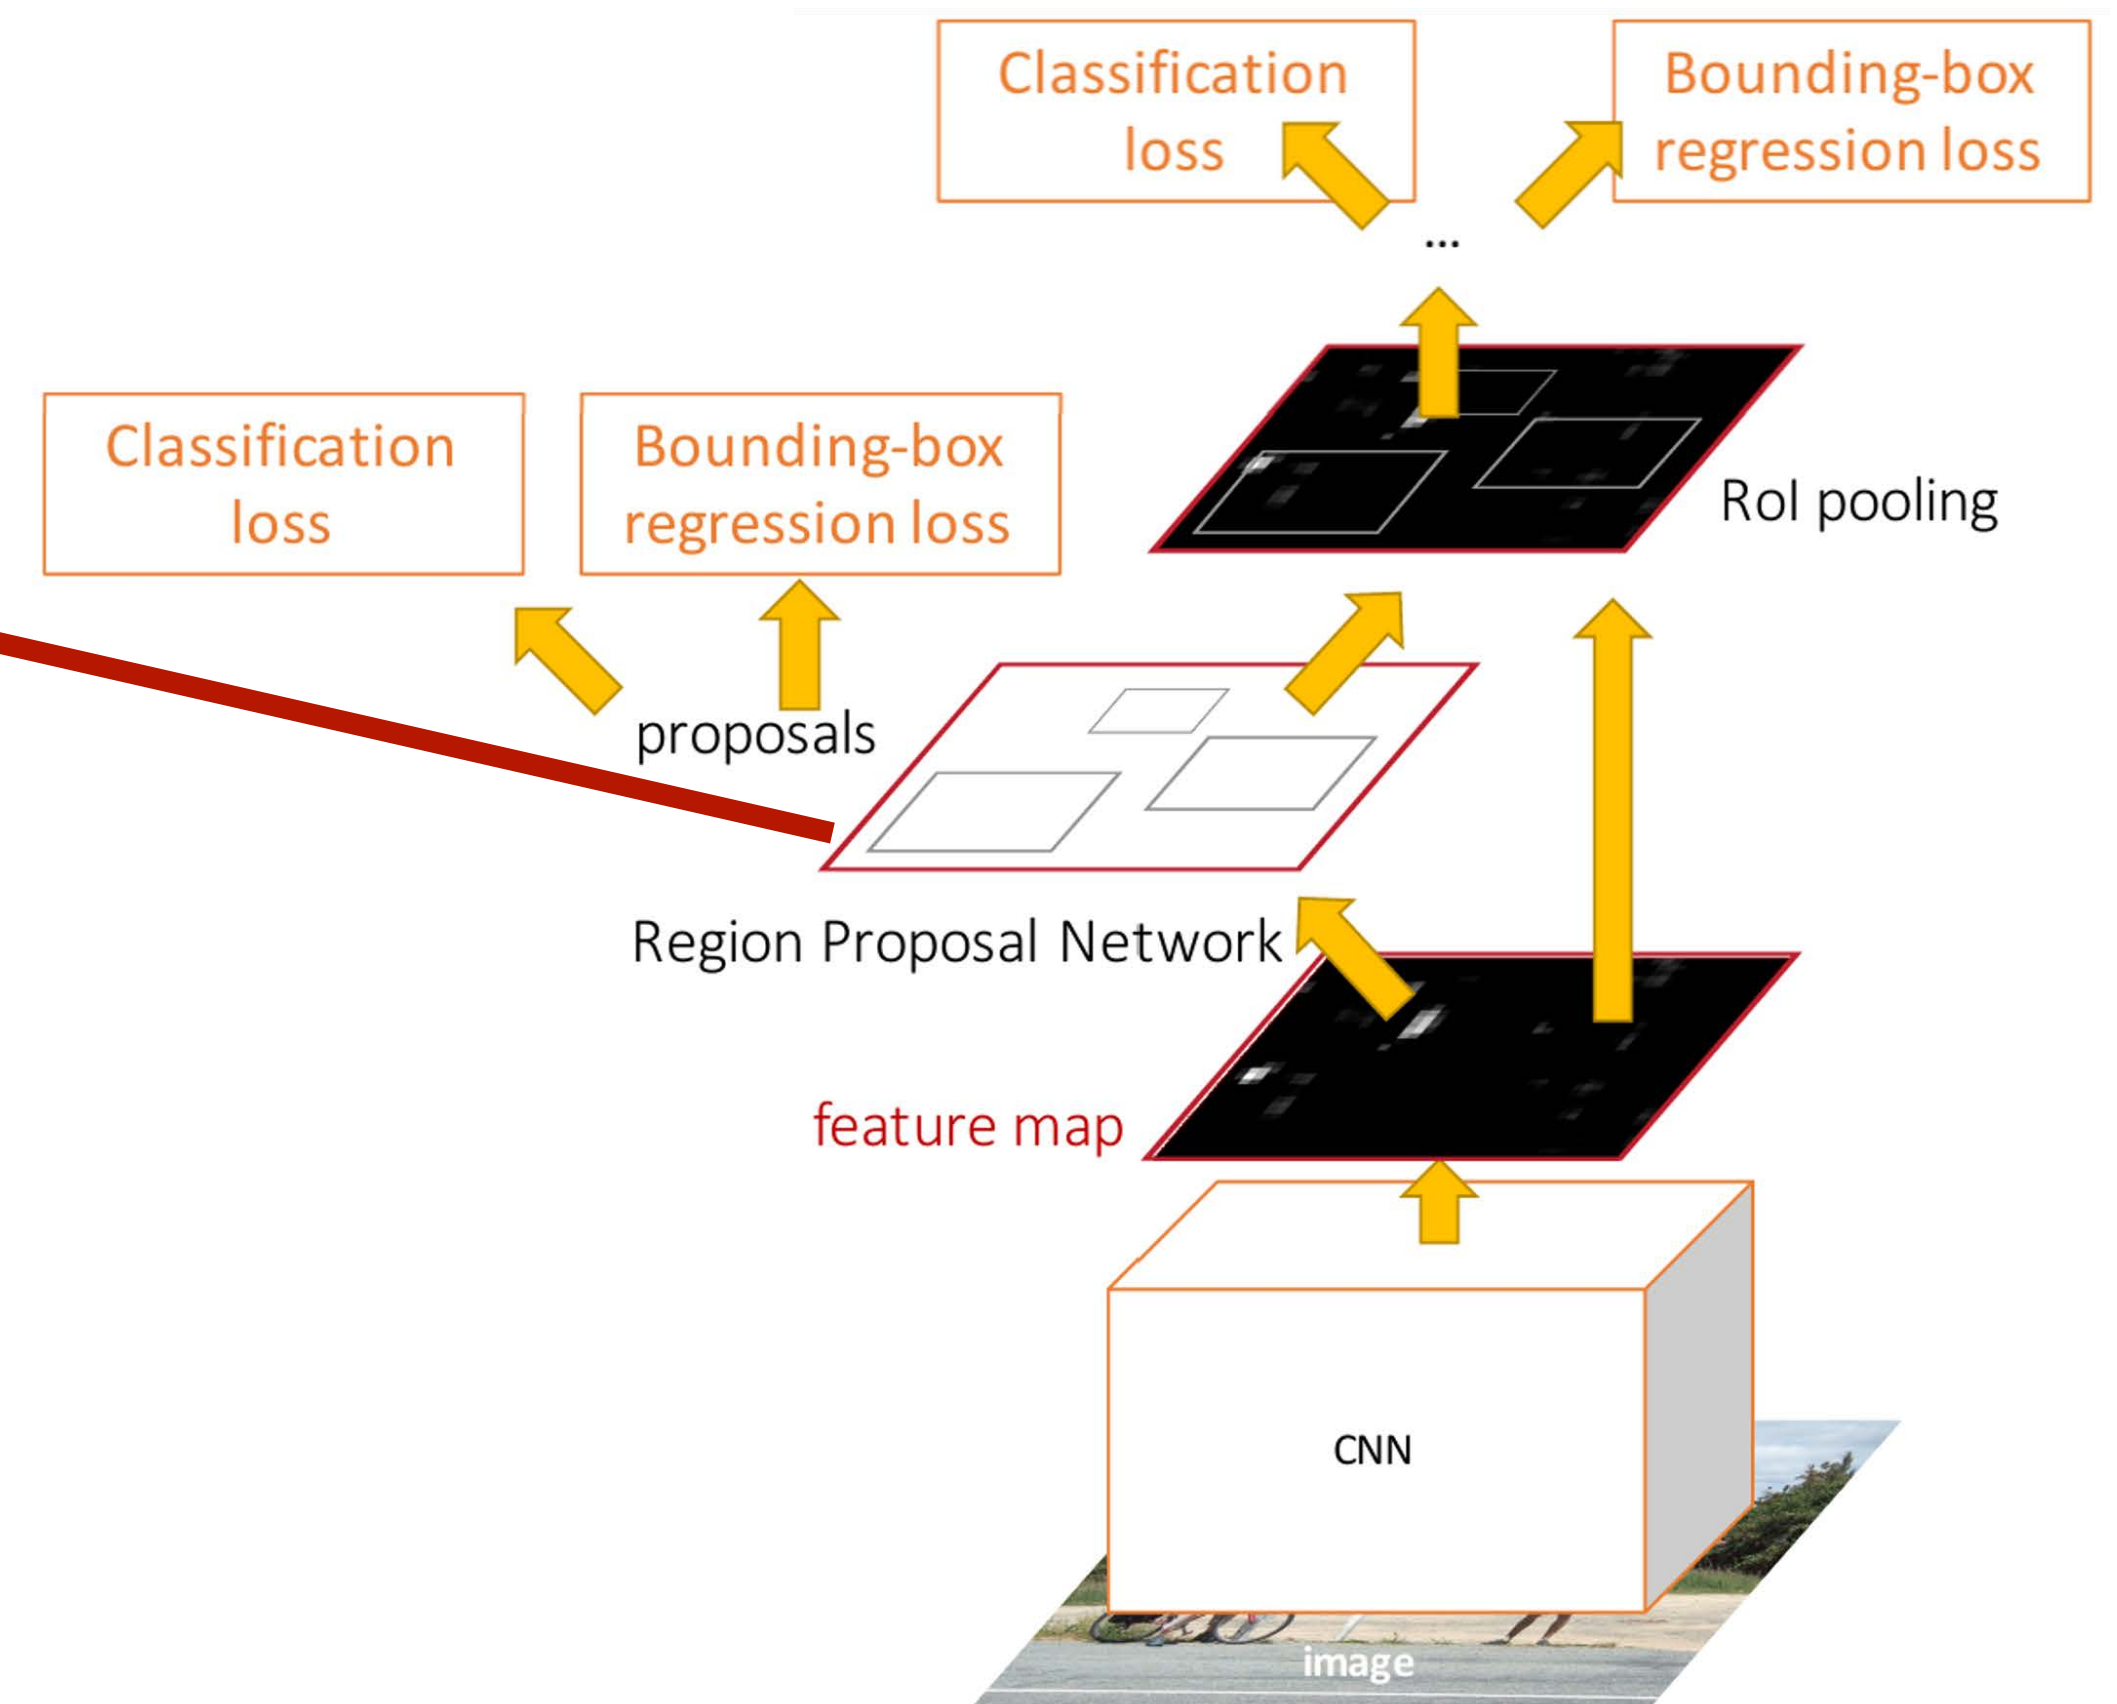 Classification
loss
Bounding-box
regression loss
...
Classification
loss
Bounding-box
regression loss
RoI pooling
proposals
Region Proposal Network
feature map
CNN
image